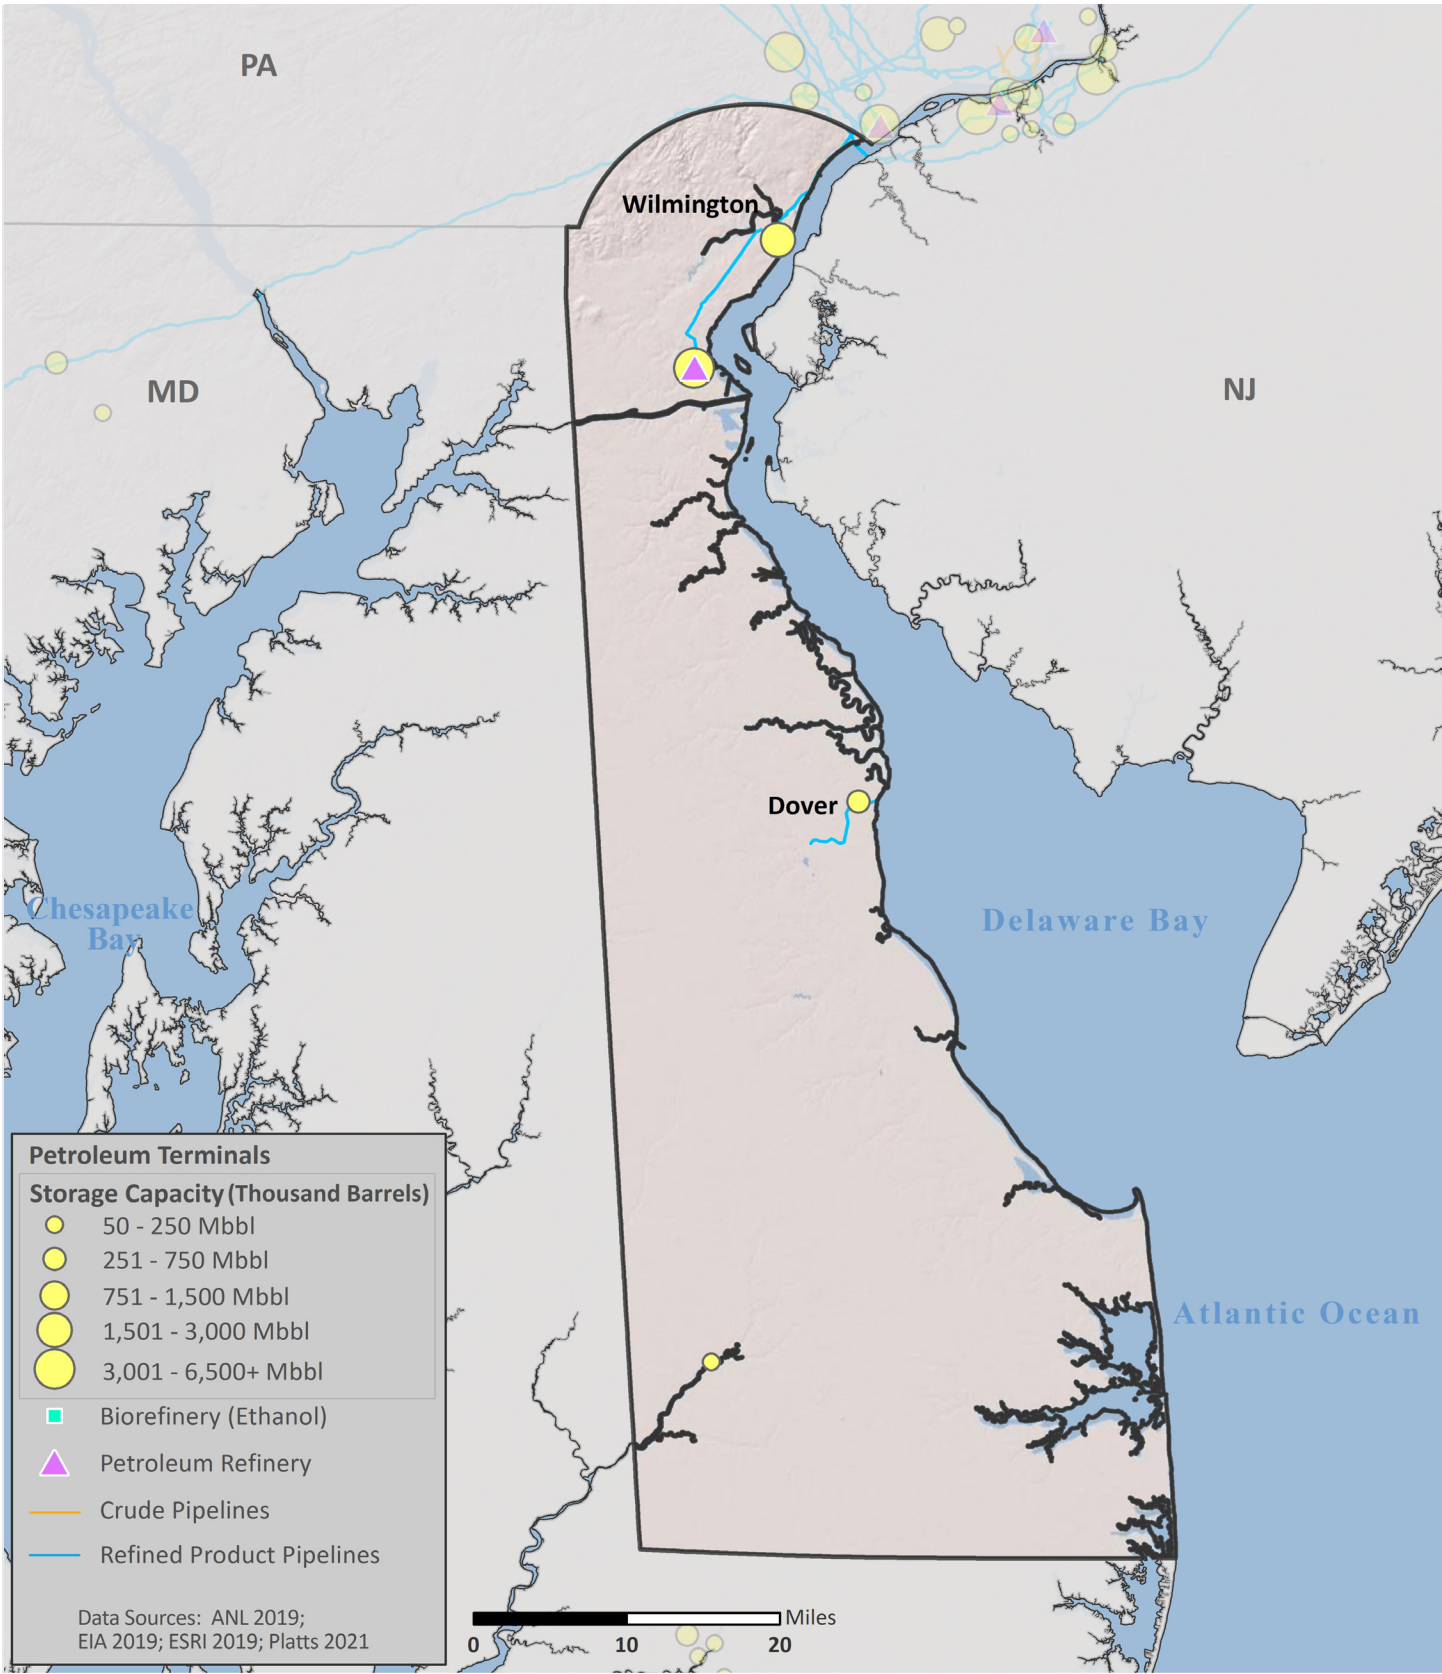 PA
Wilmington
MD
NJ
Dover
Chesapeake
Bay
Delaware Bay
Atlantic Ocean
Petroleum Terminals
Storage Capacity (Thousand Barrels)
50 - 250 Mbbl
251 - 750 Mbbl
751 - 1,500 Mbbl
1,501 - 3,000 Mbbl
3,001 - 6,500+ Mbbl
Biorefinery (Ethanol)
Petroleum Refinery
Crude Pipelines
Refined Product Pipelines
Data Sources: ANL 2019;
EIA 2019; ESRI 2019; Platts 2021
Miles
0 10 20